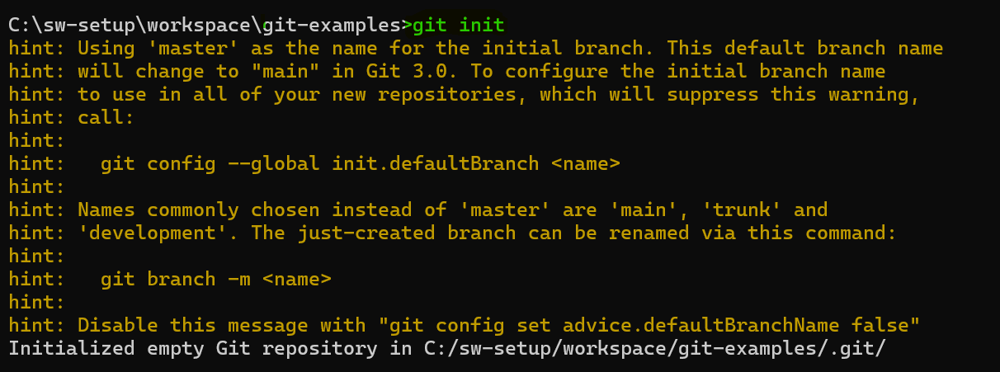 C:\sw-setup\workspace\git-examples>git init
hint: Using 'master' as the name for the initial branch. This default branch name
hint: will change to "main" in Git 3.0. To configure the initial branch name
hint: to use in all of your new repositories, which will suppress this warning,
hint: call:
hint:
hint:   git config --global init.defaultBranch <name>
hint:
hint: Names commonly chosen instead of 'master' are 'main', 'trunk' and
hint: 'development'. The just-created branch can be renamed via this command:
hint:
hint:   git branch -m <name>
hint:
hint: Disable this message with "git config set advice.defaultBranchName false"
Initialized empty Git repository in C:/sw-setup/workspace/git-examples/.git/